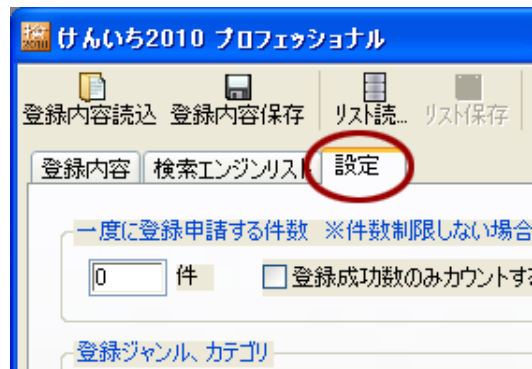 けんいち2010 プロフェッショナル
登録内容読込 登録内容保存 リスト読... リスト保存
登録内容 検索エンジンリスト 設定
一度に登録申請する件数 ※件数制限しない場合
0 件 登録成功数のみカウントする
登録ジャンル、カテゴリ